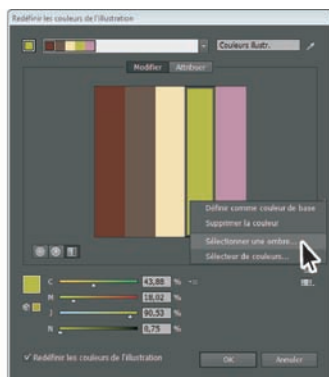 Redéfinir les couleurs de l'illustration
Couleurs illustr.
Modifier Attribuer
Définir comme couleur de base
Supprimer la couleur
Sélectionner une ombre...
Sélecteur de couleurs...
C 43,88 %
M 18,02 %
J 90,53 %
N 0,75 %
Redéfinir les couleurs de l'illustration OK Annuler